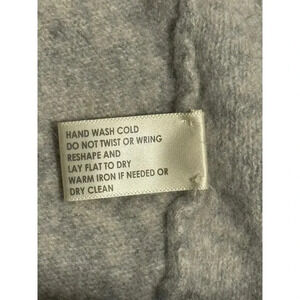 HAND WASH COLD
DO NOT TWIST OR WRING
RESHAPE AND
LAY FLAT TO DRY
WARM IRON IF NEEDED OR
DRY CLEAN